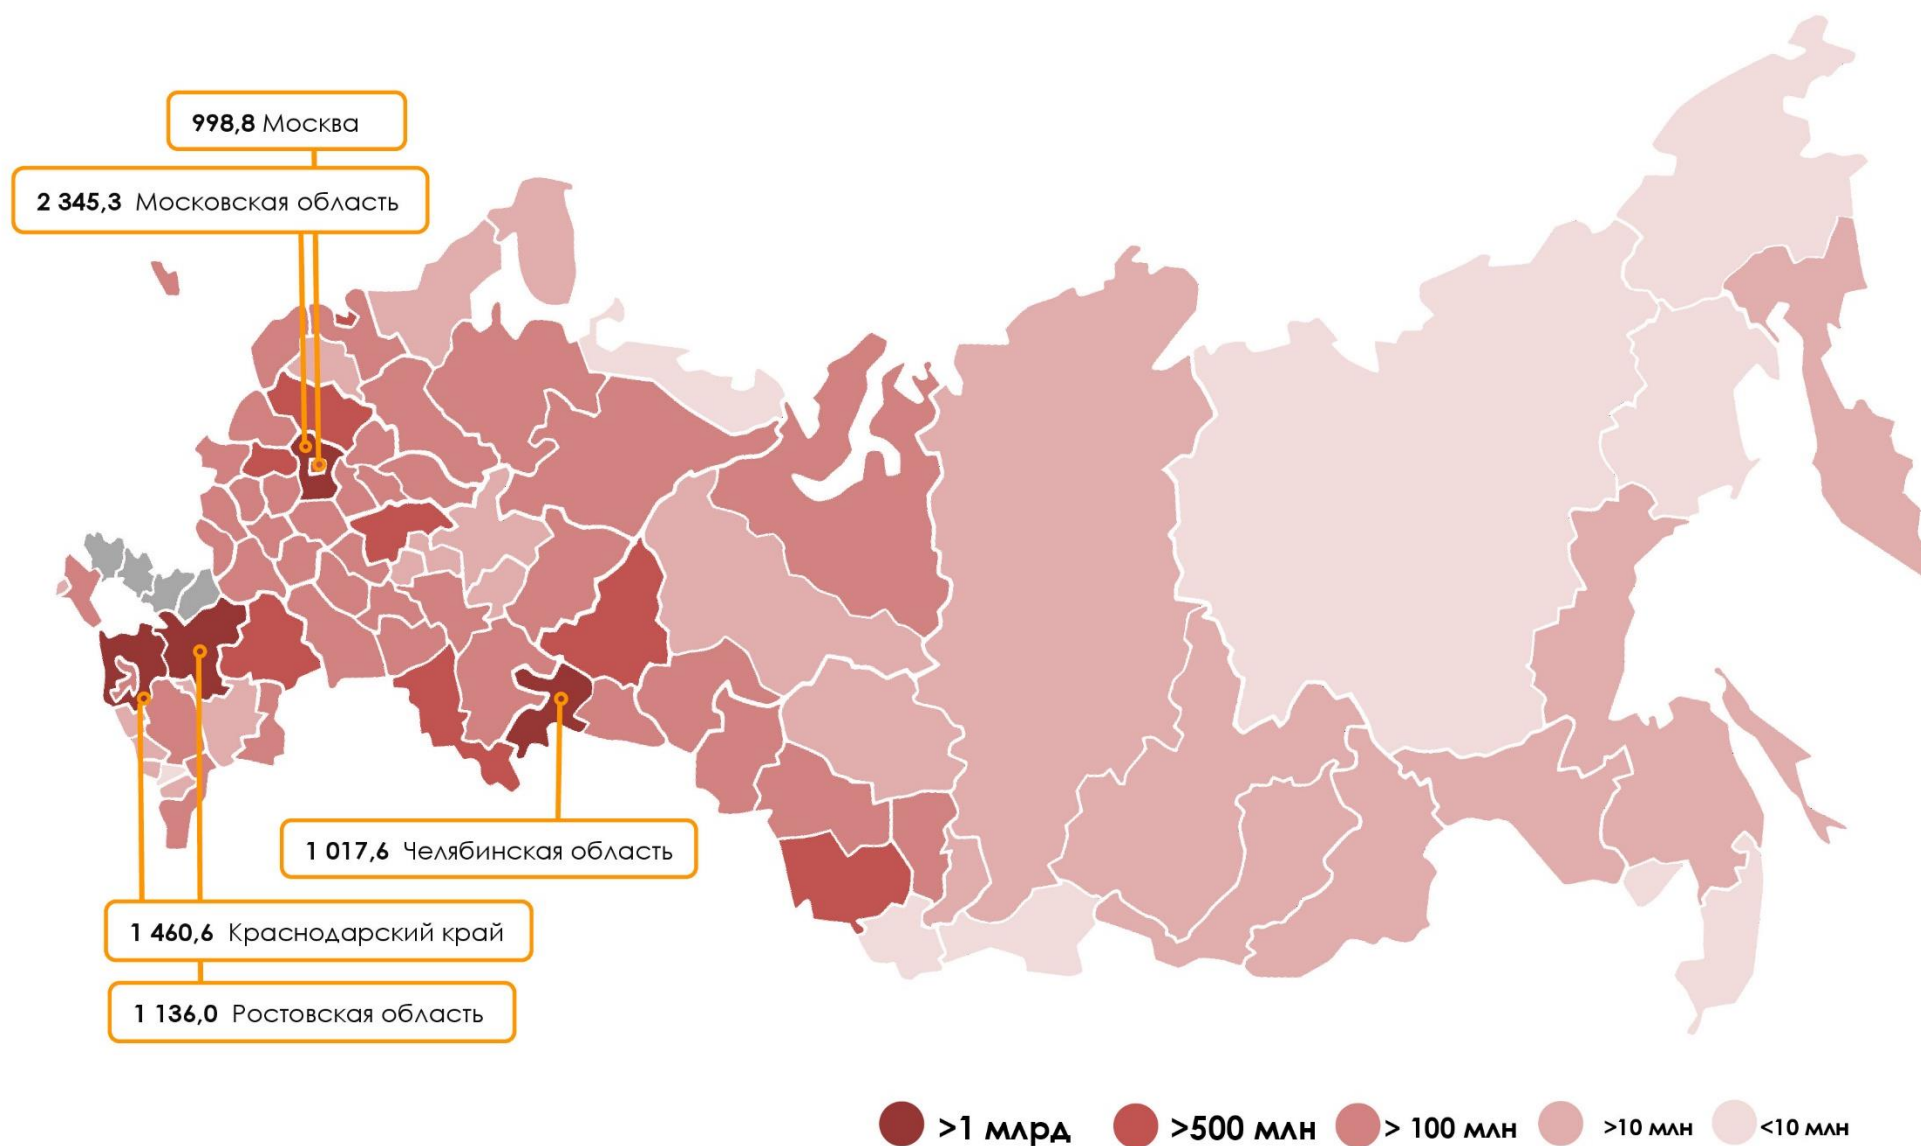 998,8 Москва
2 345,3 Московская область
1 017,6 Челябинская область
1 460,6 Краснодарский край
1 136,0 Ростовская область
>1 млрд >500 млн > 100 млн >10 млн <10 млн